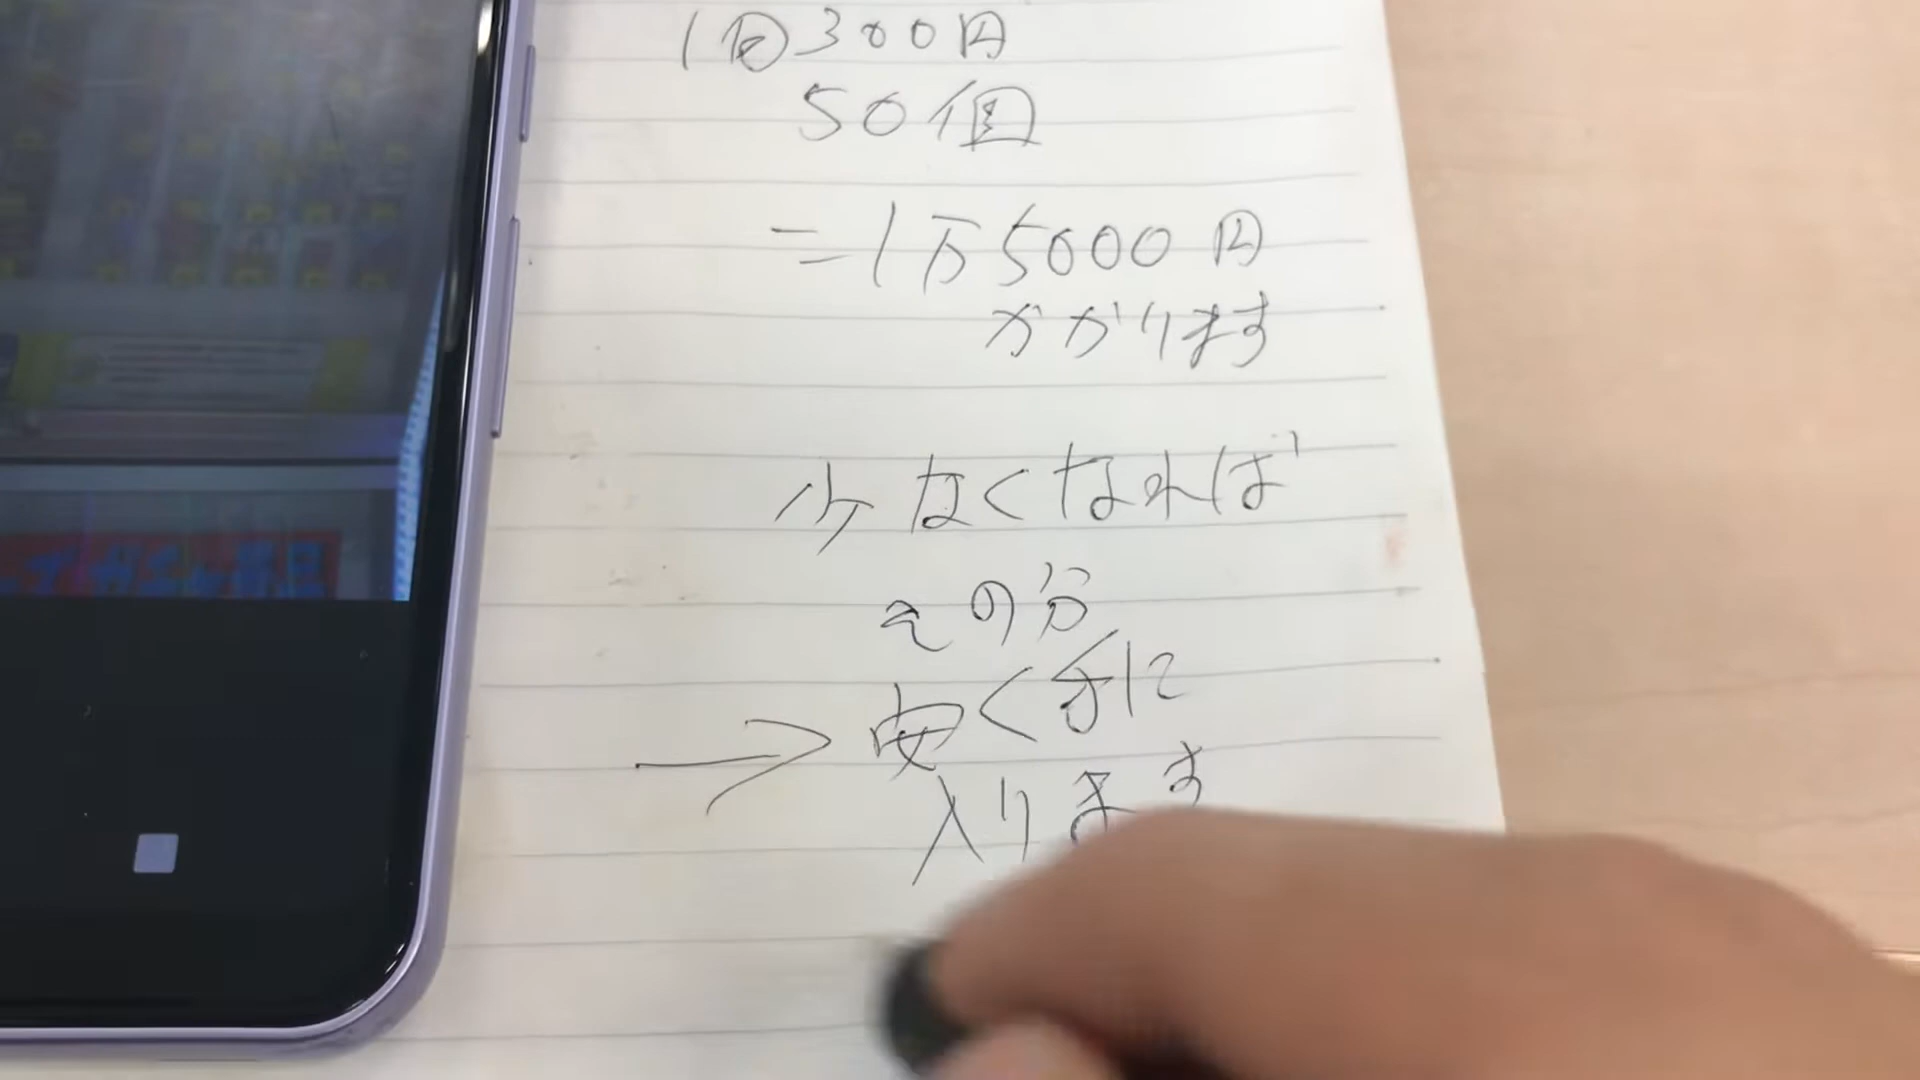 1回300円
50個
=1万5000円
かかります
少なくなれば
その分
→安く手に
入ります